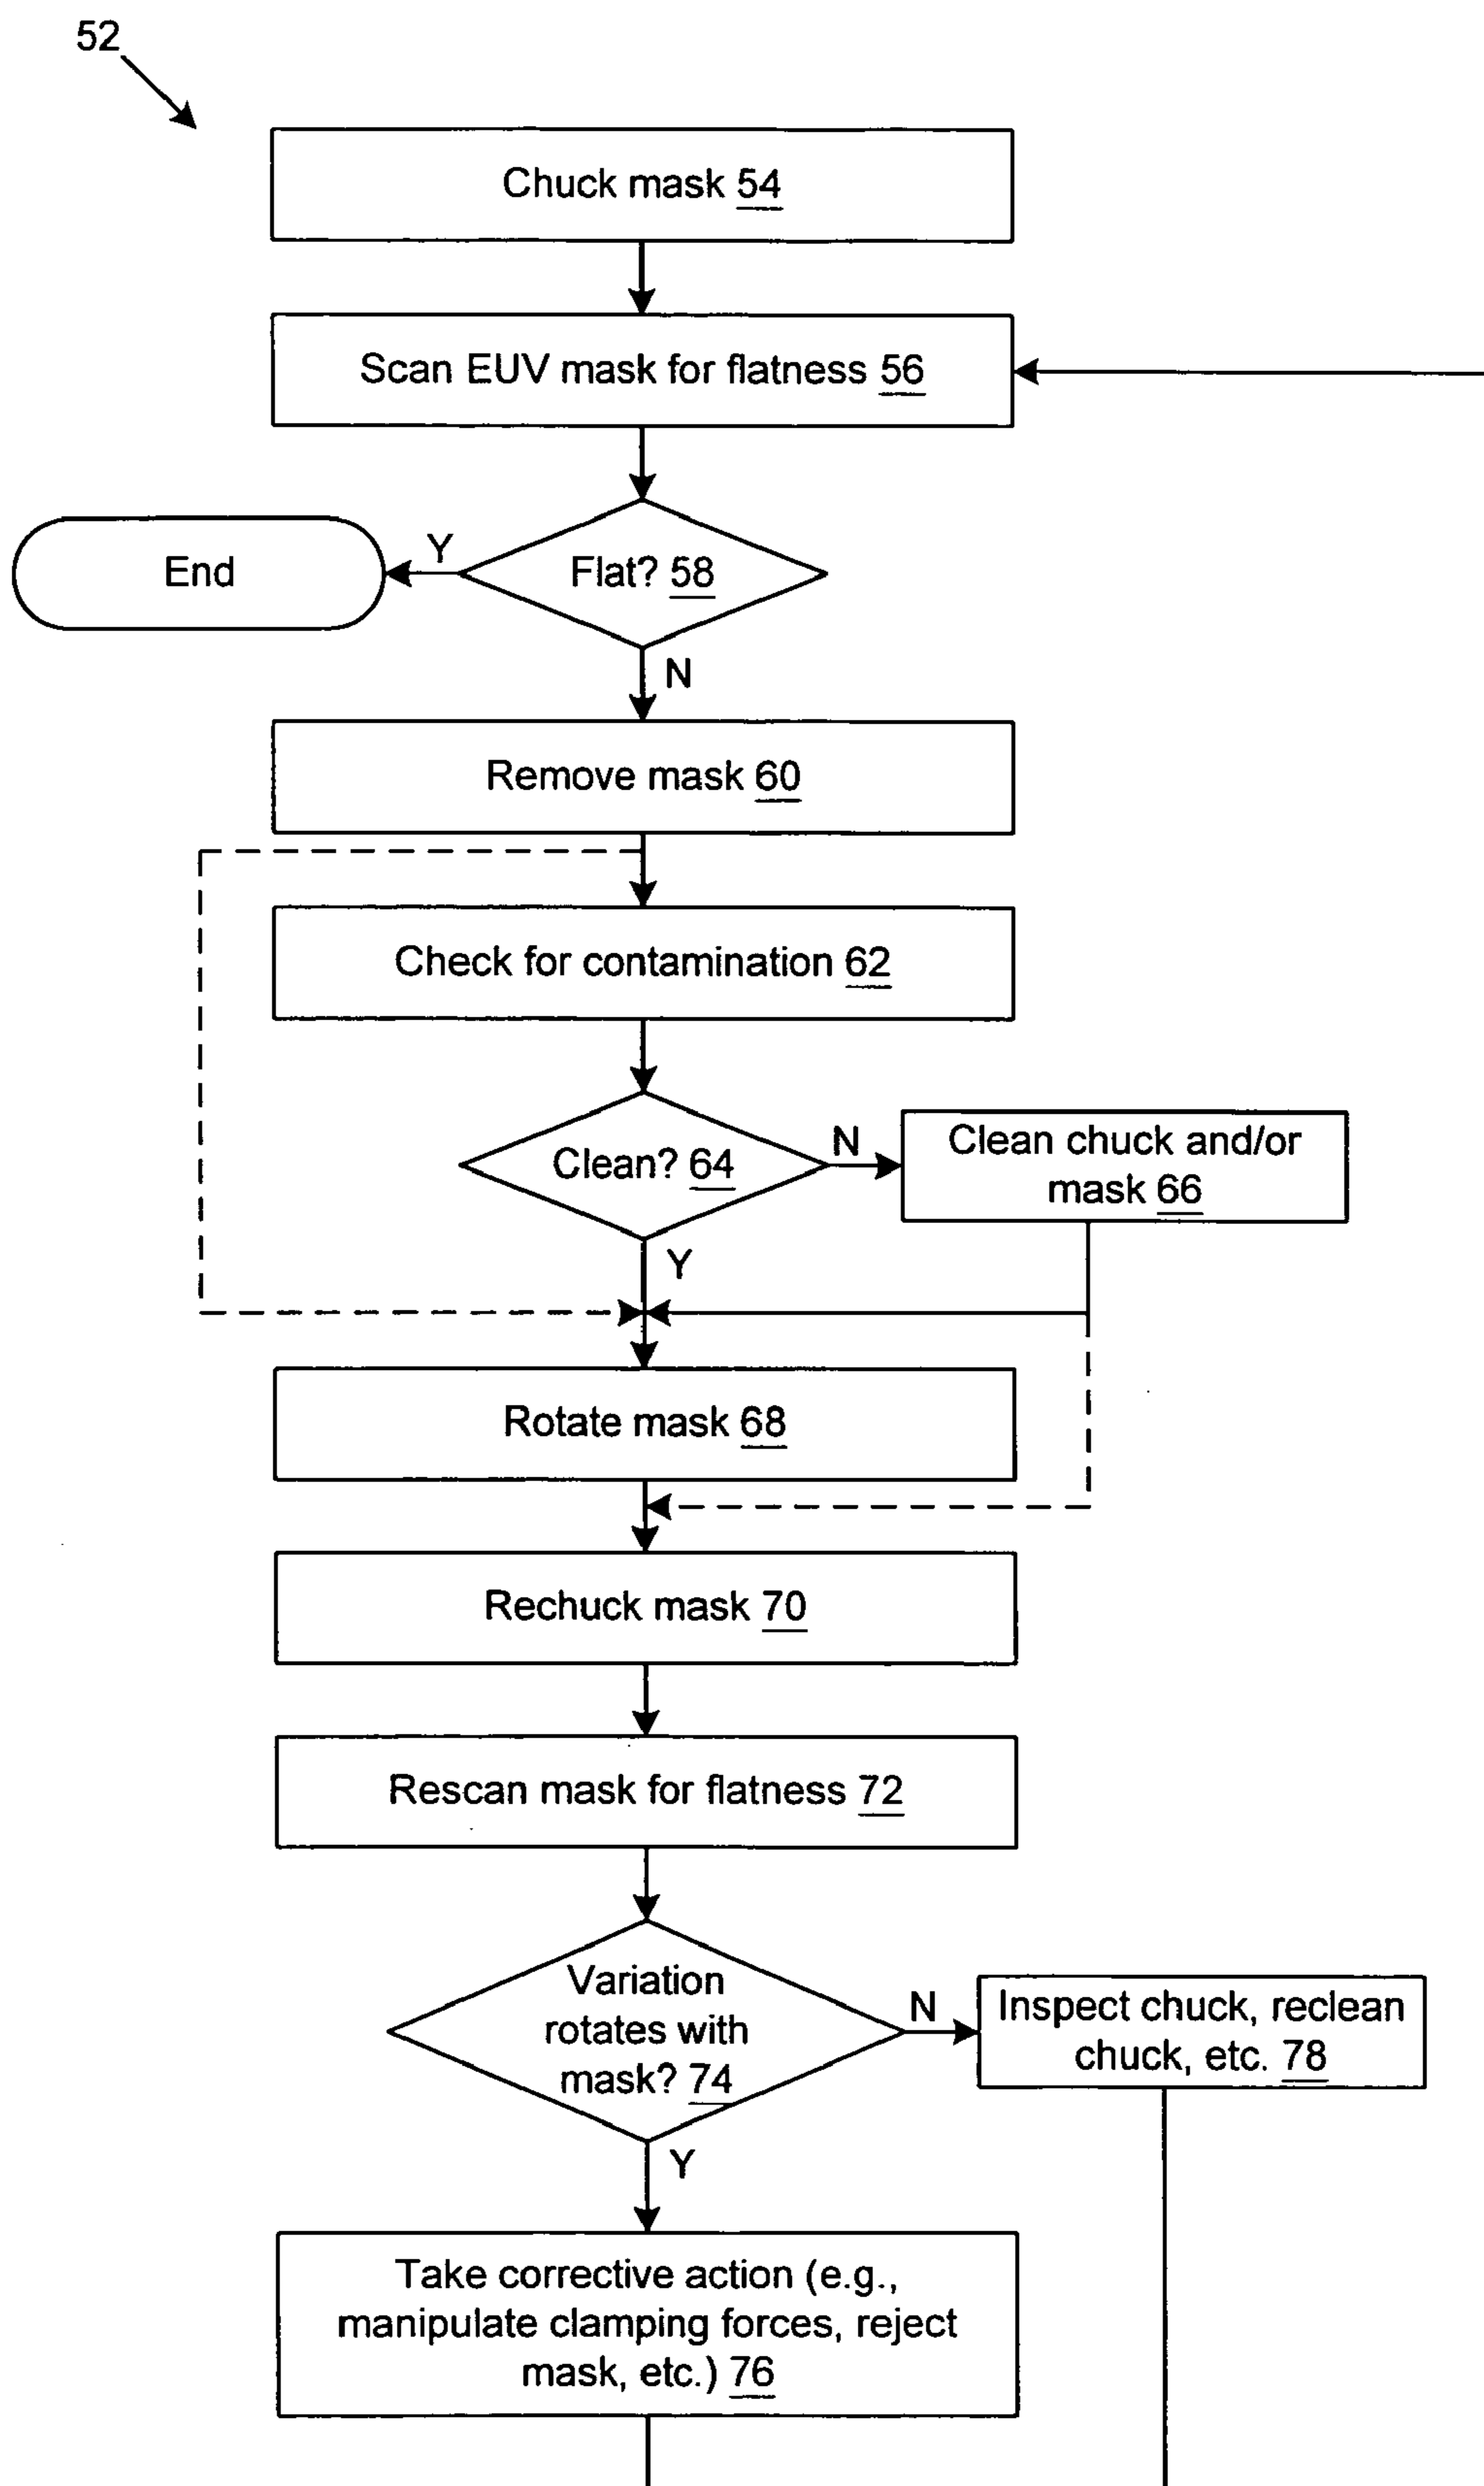 52
Chuck mask 54
Scan EUV mask for flatness 56
End
Y
Flat? 58
N
Remove mask 60
Check for contamination 62
Clean? 64
N
Clean chuck and/or
mask 66
Y
Rotate mask 68
Rechuck mask 70
Rescan mask for flatness 72
Variation
rotates with
mask? 74
N
Inspect chuck, reclean
chuck, etc. 78
Y
Take corrective action (e.g.,
manipulate clamping forces, reject
mask, etc.) 76